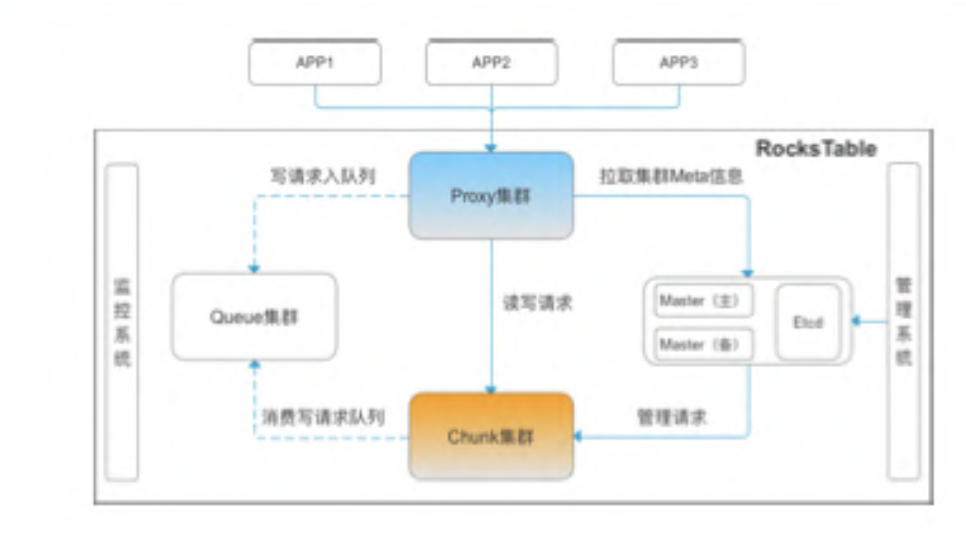 APP1
APP2
APP3
RocksTable
写请求入队列
Proxy集群
拉取集群Meta信息
监控系统
Queue集群
读写请求
Master（主）
Master（备）
Etcd
管理系统
消费写请求队列
Chunk集群
管理请求